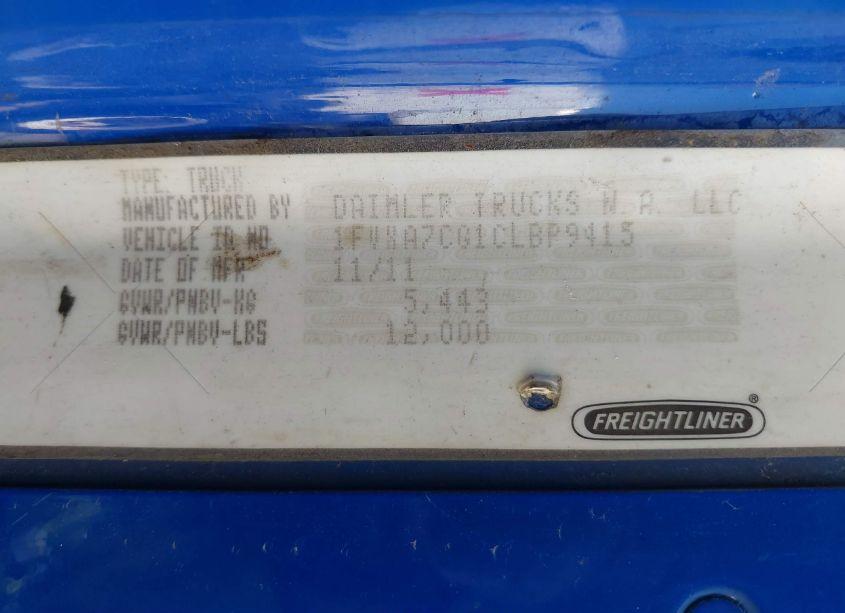 TYPE: TRUCK
MANUFACTURED BY DAIMLER TRUCKS N.A. LLC
VEHICLE ID NO 1FVXA7CG1CLBP9415
DATE OF MFR 11/11
GVWR/PNBV-KG 5,443
GVWR/PNBV-LBS 12,000
FREIGHTLINER®